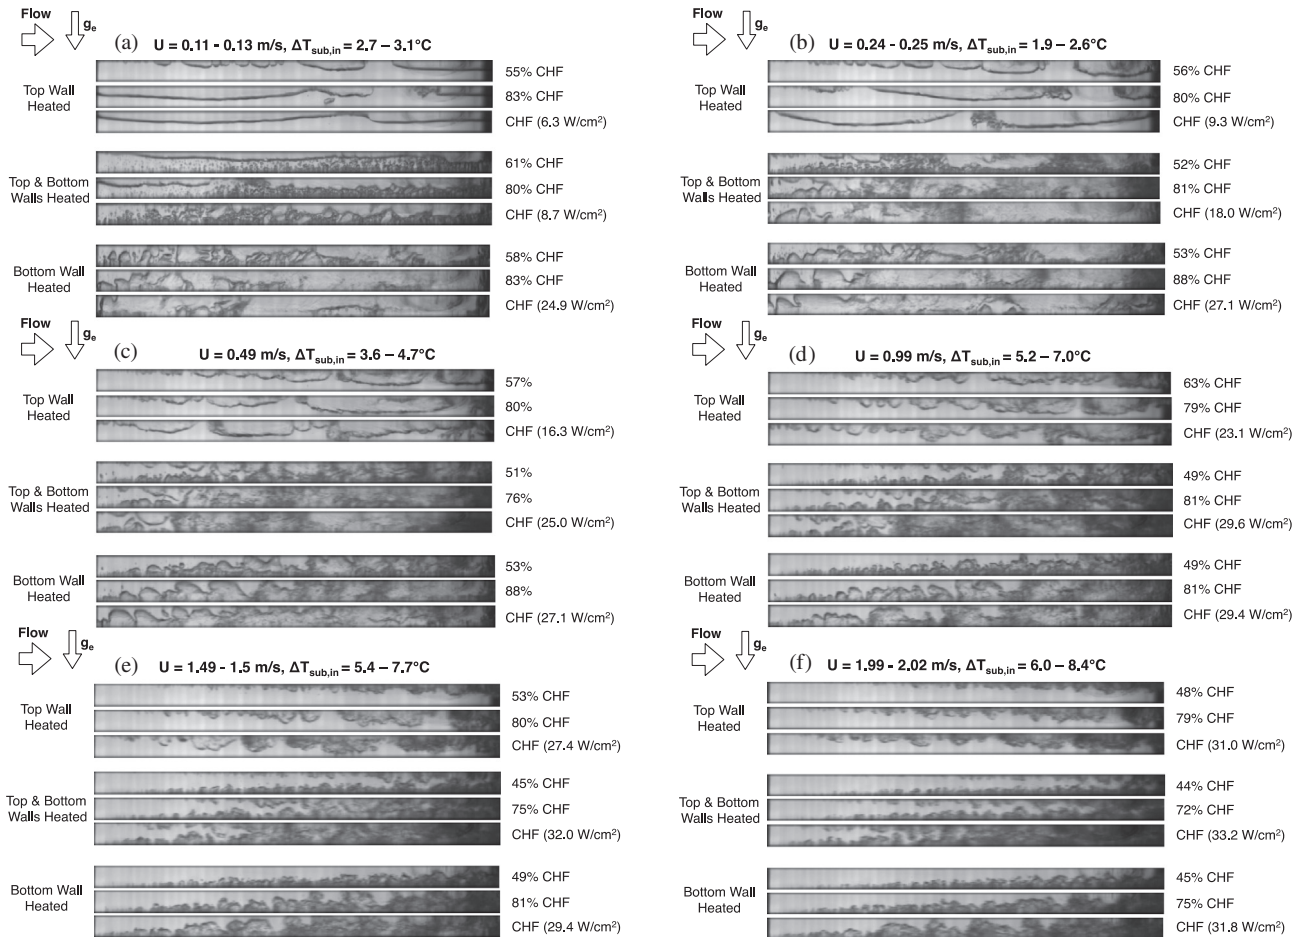 Flow
g_e
(a) U = 0.11 - 0.13 m/s, ΔT_sub,in = 2.7 – 3.1°C
Top Wall
Heated
55% CHF
83% CHF
CHF (6.3 W/cm²)
Top & Bottom
Walls Heated
61% CHF
80% CHF
CHF (8.7 W/cm²)
Bottom Wall
Heated
58% CHF
83% CHF
CHF (24.9 W/cm²)
Flow
g_e
(b) U = 0.24 - 0.25 m/s, ΔT_sub,in = 1.9 – 2.6°C
Top Wall
Heated
56% CHF
80% CHF
CHF (9.3 W/cm²)
Top & Bottom
Walls Heated
52% CHF
81% CHF
CHF (18.0 W/cm²)
Bottom Wall
Heated
53% CHF
88% CHF
CHF (27.1 W/cm²)
Flow
g_e
(c) U = 0.49 m/s, ΔT_sub,in = 3.6 – 4.7°C
Top Wall
Heated
57%
80%
CHF (16.3 W/cm²)
Top & Bottom
Walls Heated
51%
76%
CHF (25.0 W/cm²)
Bottom Wall
Heated
53%
88%
CHF (27.1 W/cm²)
Flow
g_e
(d) U = 0.99 m/s, ΔT_sub,in = 5.2 – 7.0°C
Top Wall
Heated
63% CHF
79% CHF
CHF (23.1 W/cm²)
Top & Bottom
Walls Heated
49% CHF
81% CHF
CHF (29.6 W/cm²)
Bottom Wall
Heated
49% CHF
81% CHF
CHF (29.4 W/cm²)
Flow
g_e
(e) U = 1.49 - 1.5 m/s, ΔT_sub,in = 5.4 – 7.7°C
Top Wall
Heated
53% CHF
80% CHF
CHF (27.4 W/cm²)
Top & Bottom
Walls Heated
45% CHF
75% CHF
CHF (32.0 W/cm²)
Bottom Wall
Heated
49% CHF
81% CHF
CHF (29.4 W/cm²)
Flow
g_e
(f) U = 1.99 - 2.02 m/s, ΔT_sub,in = 6.0 – 8.4°C
Top Wall
Heated
48% CHF
79% CHF
CHF (31.0 W/cm²)
Top & Bottom
Walls Heated
44% CHF
72% CHF
CHF (33.2 W/cm²)
Bottom Wall
Heated
45% CHF
75% CHF
CHF (31.8 W/cm²)